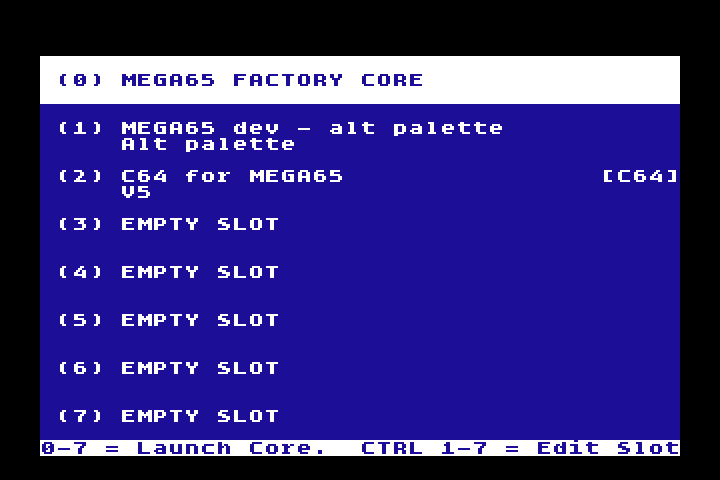 (0) MEGA65 FACTORY CORE
(1) MEGA65 dev - alt palette
Alt palette
(2) C64 for MEGA65 [C64]
V5
(3) EMPTY SLOT
(4) EMPTY SLOT
(5) EMPTY SLOT
(6) EMPTY SLOT
(7) EMPTY SLOT
0-7 = Launch Core. CTRL 1-7 = Edit Slot